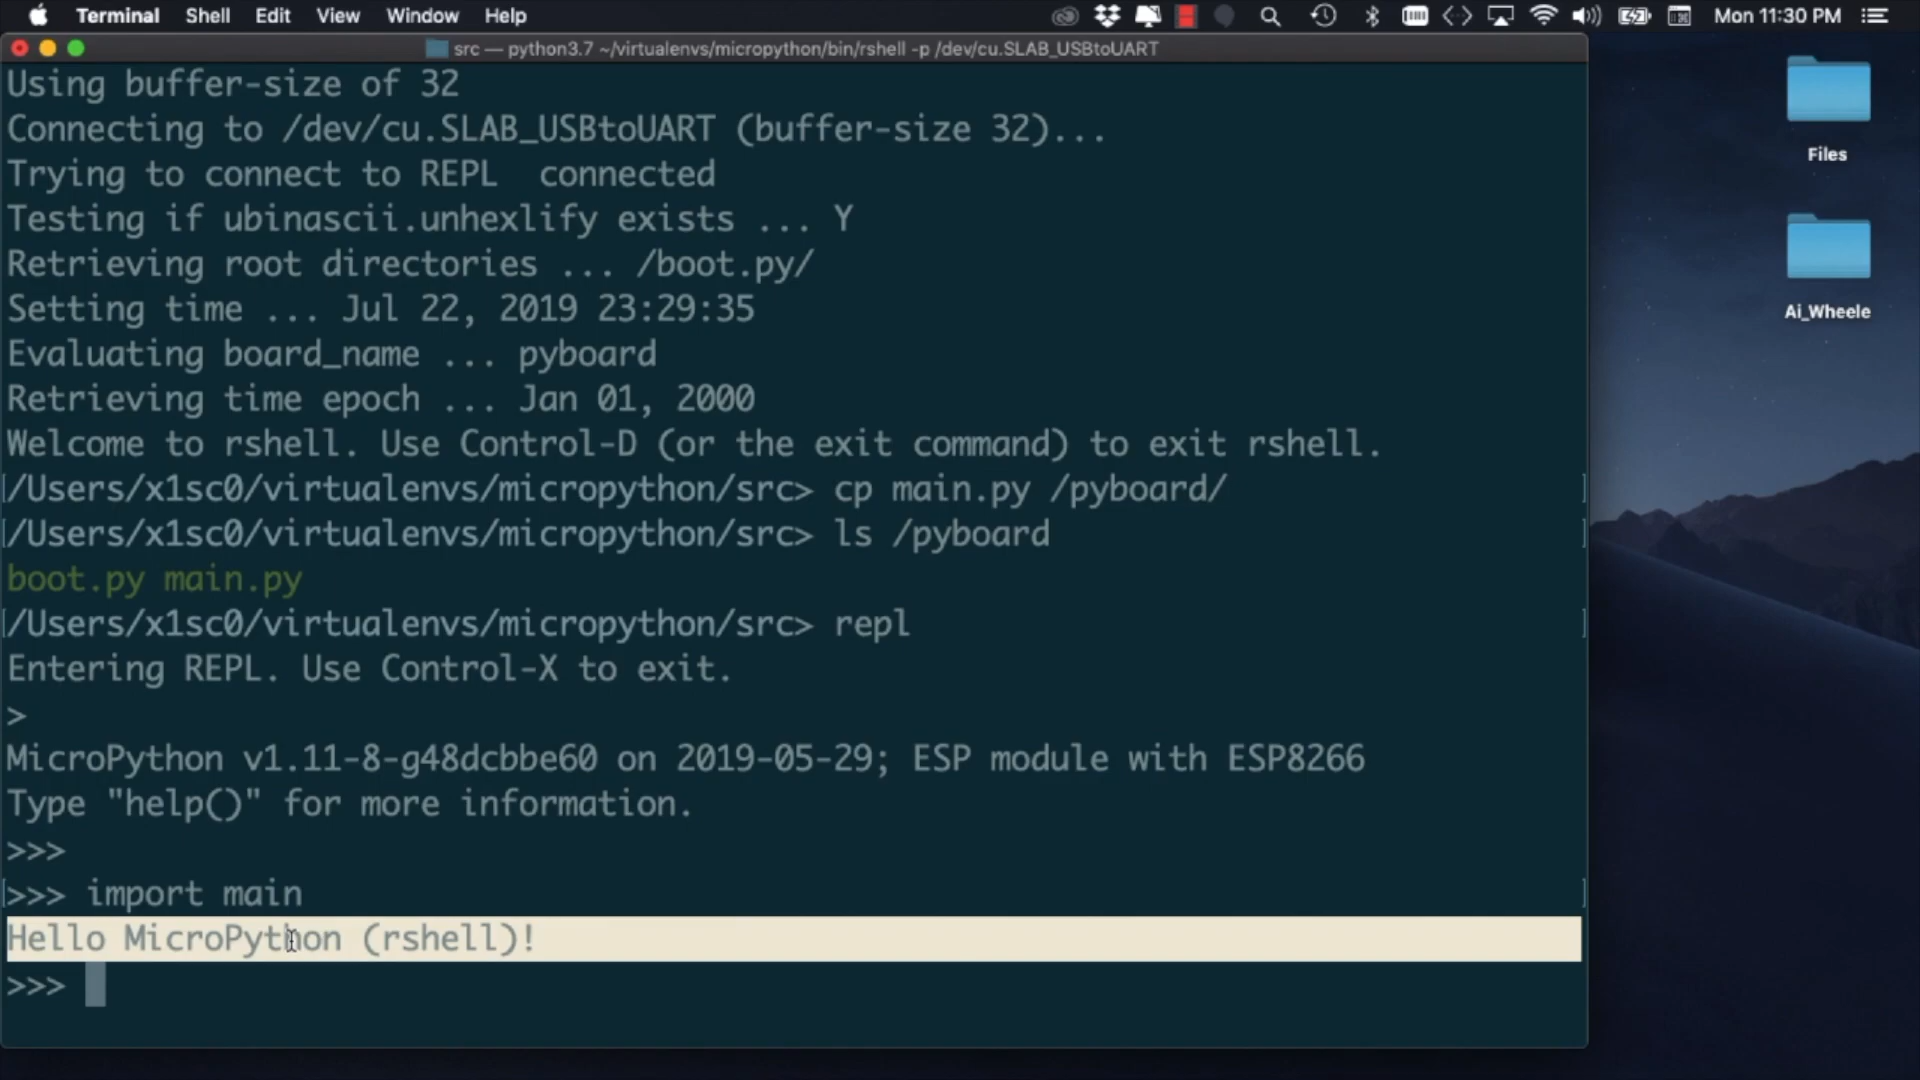 Terminal Shell Edit View Window Help Mon 11:30 PM
src — python3.7 ~/virtualenvs/micropython/bin/rshell -p /dev/cu.SLAB_USBtoUART
Using buffer-size of 32
Connecting to /dev/cu.SLAB_USBtoUART (buffer-size 32)...
Trying to connect to REPL  connected
Testing if ubinascii.unhexlify exists ... Y
Retrieving root directories ... /boot.py/
Setting time ... Jul 22, 2019 23:29:35
Evaluating board_name ... pyboard
Retrieving time epoch ... Jan 01, 2000
Welcome to rshell. Use Control-D (or the exit command) to exit rshell.
/Users/x1sc0/virtualenvs/micropython/src> cp main.py /pyboard/
/Users/x1sc0/virtualenvs/micropython/src> ls /pyboard
boot.py main.py
/Users/x1sc0/virtualenvs/micropython/src> repl
Entering REPL. Use Control-X to exit.
>
MicroPython v1.11-8-g48dcbbe60 on 2019-05-29; ESP module with ESP8266
Type "help()" for more information.
>>>
>>> import main
Hello MicroPython (rshell)!
>>>
Files
Ai_Wheele